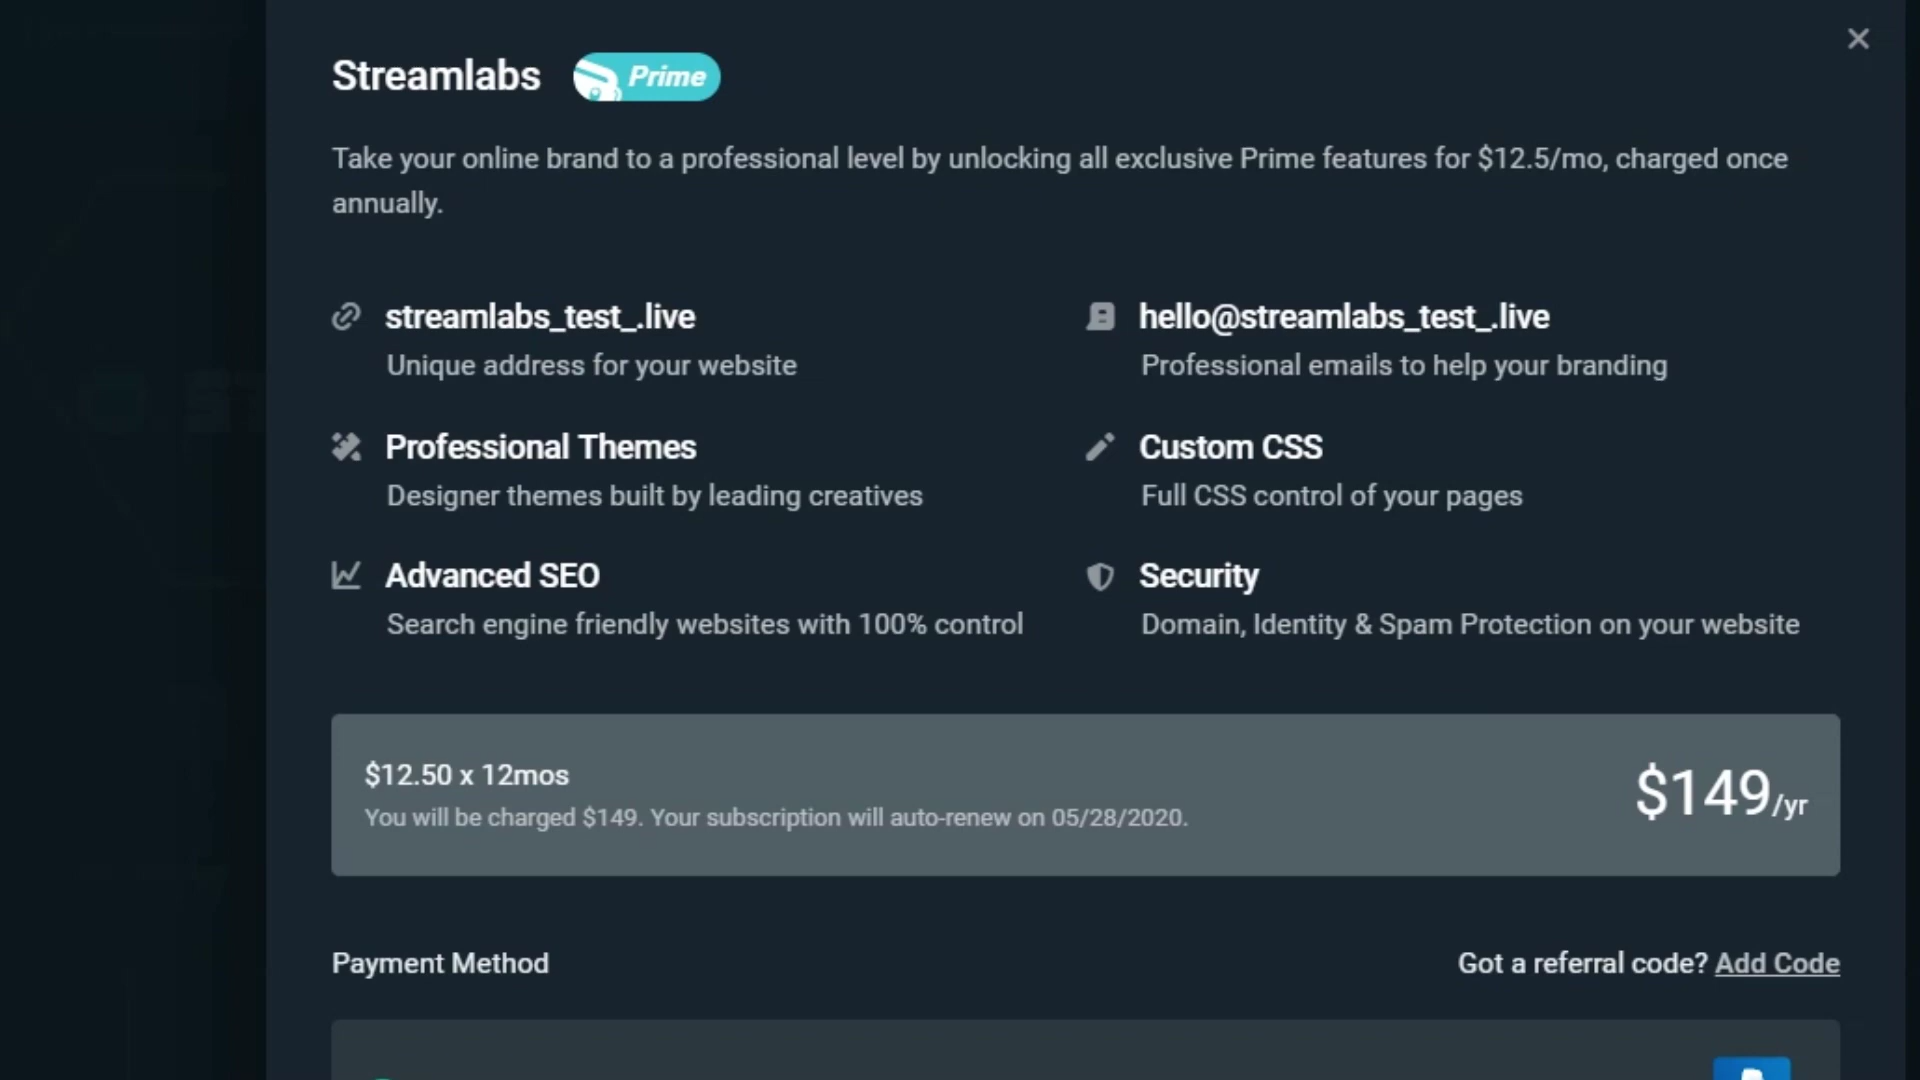 Streamlabs Prime
Take your online brand to a professional level by unlocking all exclusive Prime features for $12.5/mo, charged once
annually.
streamlabs_test_.live
Unique address for your website
hello@streamlabs_test_.live
Professional emails to help your branding
Professional Themes
Designer themes built by leading creatives
Custom CSS
Full CSS control of your pages
Advanced SEO
Search engine friendly websites with 100% control
Security
Domain, Identity & Spam Protection on your website
$12.50 x 12mos
You will be charged $149. Your subscription will auto-renew on 05/28/2020.
$149/yr
Payment Method
Got a referral code? Add Code